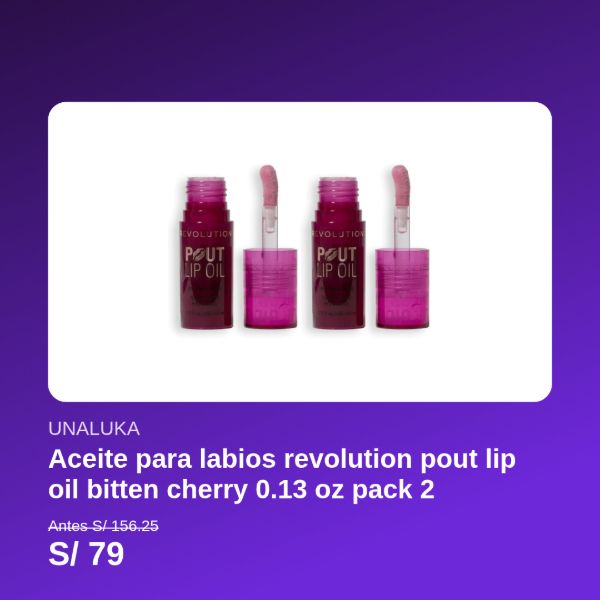 REVOLUTION REVOLUTION
POUT POUT
LIP OIL LIP OIL
UNALUKA
Aceite para labios revolution pout lip
oil bitten cherry 0.13 oz pack 2
Antes S/ 156.25
S/ 79